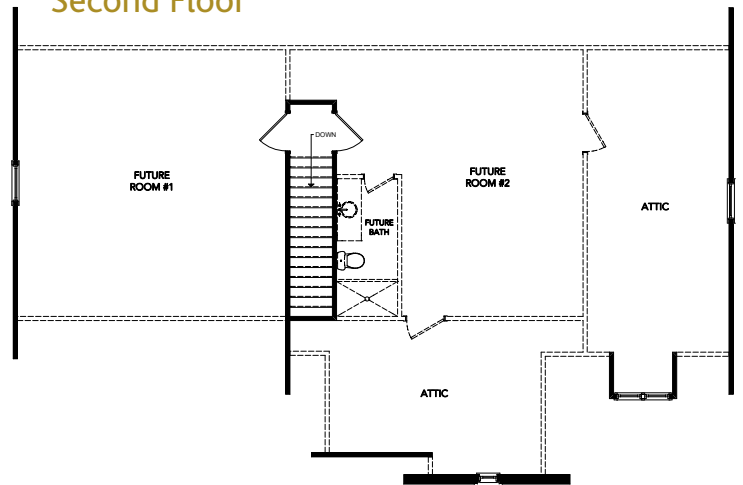 Second Floor
DOWN
FUTURE
ROOM #1
FUTURE
ROOM #2
ATTIC
FUTURE
BATH
ATTIC